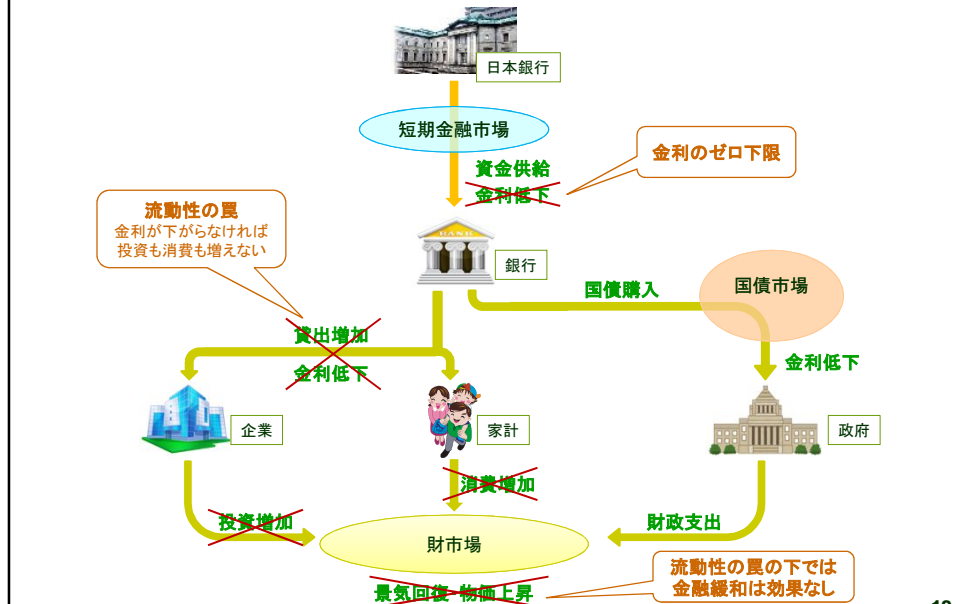 日本銀行
短期金融市場
金利のゼロ下限
資金供給
金利低下
流動性の罠
金利が下がらなければ
投資も消費も増えない
BANK
銀行
国債購入
国債市場
貸出増加
金利低下
金利低下
企業
家計
政府
消費増加
投資増加
財政支出
財市場
流動性の罠の下では
金融緩和は効果なし
景気回復・物価上昇